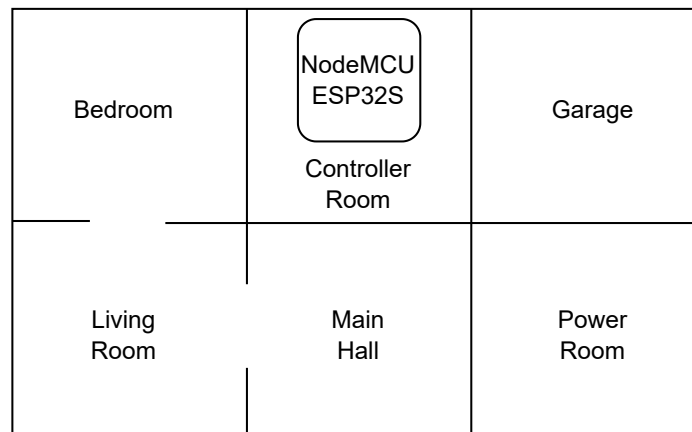 Bedroom
NodeMCU
ESP32S
Controller
Room
Garage
Living
Room
Main
Hall
Power
Room